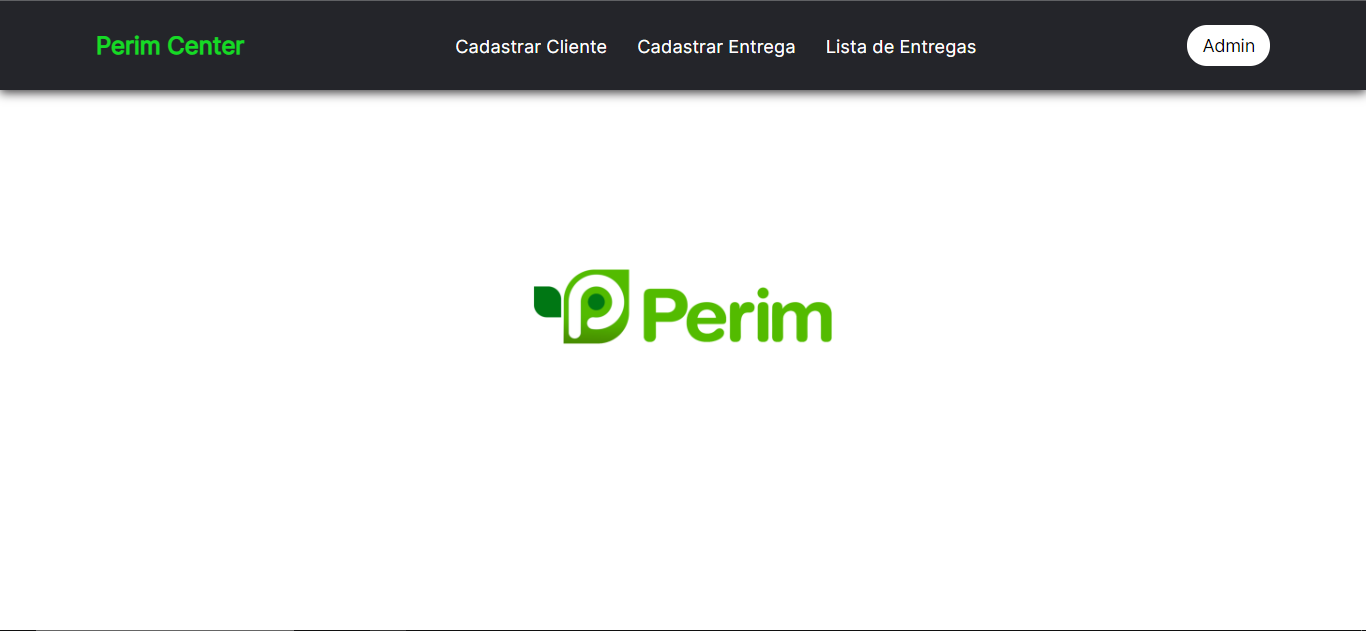 Perim Center
Cadastrar Cliente
Cadastrar Entrega
Lista de Entregas
Admin
Perim